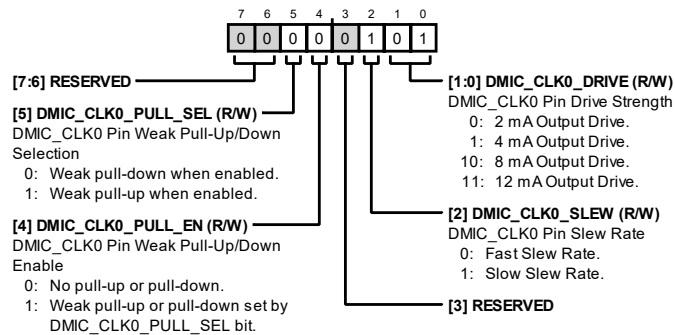 7 6 5 4 3 2 1 0
0 0 0 0 0 1 0 1
[7:6] RESERVED
[5] DMIC_CLK0_PULL_SEL (R/W)
DMIC_CLK0 Pin Weak Pull-Up/Down
Selection
0: Weak pull-down when enabled.
1: Weak pull-up when enabled.
[4] DMIC_CLK0_PULL_EN (R/W)
DMIC_CLK0 Pin Weak Pull-Up/Down
Enable
0: No pull-up or pull-down.
1: Weak pull-up or pull-down set by
DMIC_CLK0_PULL_SEL bit.
[1:0] DMIC_CLK0_DRIVE (R/W)
DMIC_CLK0 Pin Drive Strength
0: 2 mA Output Drive.
1: 4 mA Output Drive.
10: 8 mA Output Drive.
11: 12 mA Output Drive.
[2] DMIC_CLK0_SLEW (R/W)
DMIC_CLK0 Pin Slew Rate
0: Fast Slew Rate.
1: Slow Slew Rate.
[3] RESERVED